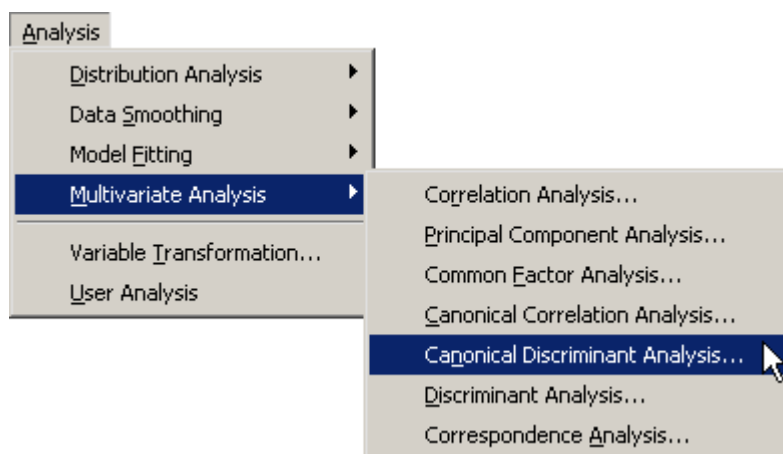 Analysis
Distribution Analysis
Data Smoothing
Model Fitting
Multivariate Analysis
Variable Transformation...
User Analysis
Correlation Analysis...
Principal Component Analysis...
Common Factor Analysis...
Canonical Correlation Analysis...
Canonical Discriminant Analysis...
Discriminant Analysis...
Correspondence Analysis...